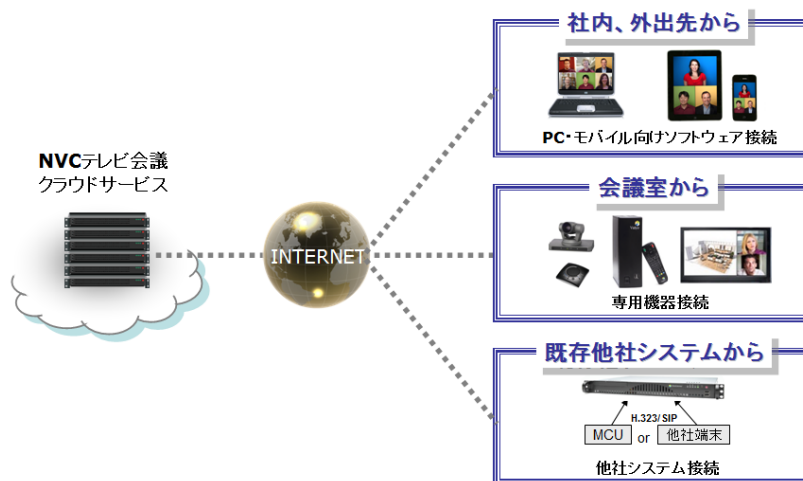 社内、外出先から
PC・モバイル向けソフトウェア接続
NVCテレビ会議
クラウドサービス
INTERNET
会議室から
専用機器接続
既存他社システムから
H.323/SIP
MCU or 他社端末
他社システム接続